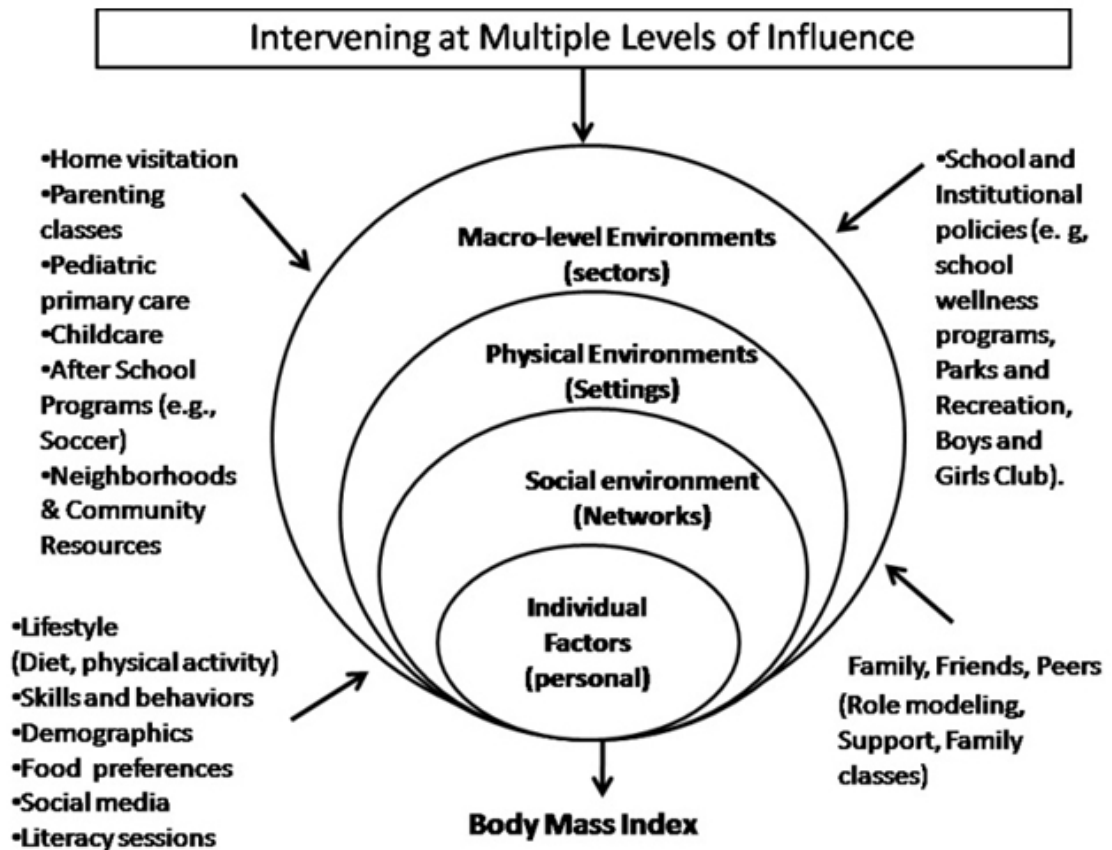 Intervening at Multiple Levels of Influence
•Home visitation
•Parenting
classes
•Pediatric
primary care
•Childcare
•After School
Programs (e.g.,
Soccer)
•Neighborhoods
& Community
Resources
•School and
Institutional
policies (e. g,
school
wellness
programs,
Parks and
Recreation,
Boys and
Girls Club).
Macro-level Environments
(sectors)
Physical Environments
(Settings)
Social environment
(Networks)
Individual
Factors
(personal)
•Lifestyle
(Diet, physical activity)
•Skills and behaviors
•Demographics
•Food preferences
•Social media
•Literacy sessions
Family, Friends, Peers
(Role modeling,
Support, Family
classes)
Body Mass Index